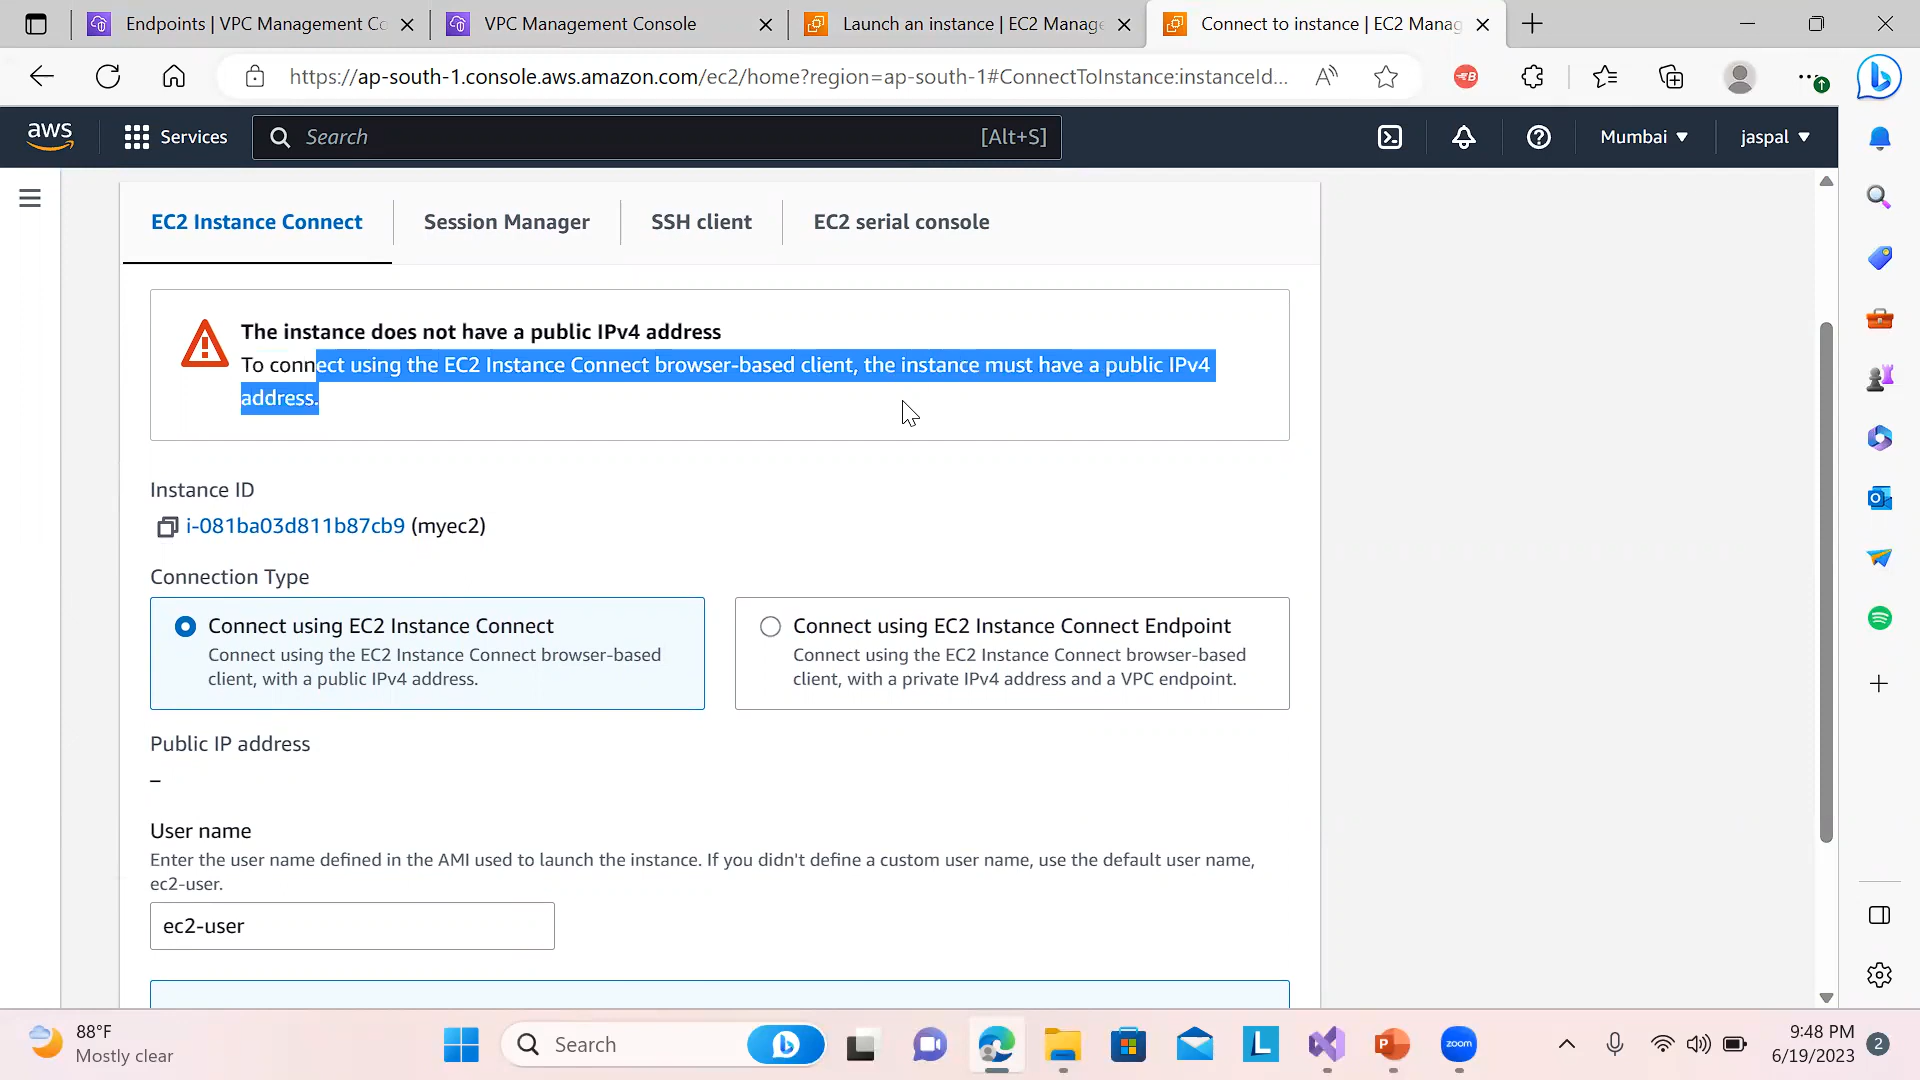 Endpoints | VPC Management Co
VPC Management Console
Launch an instance | EC2 Manage
Connect to instance | EC2 Manag
https://ap-south-1.console.aws.amazon.com/ec2/home?region=ap-south-1#ConnectToInstance:instanceId...
aws
Services
Search
[Alt+S]
Mumbai
jaspal
EC2 Instance Connect
Session Manager
SSH client
EC2 serial console
The instance does not have a public IPv4 address
To connect using the EC2 Instance Connect browser-based client, the instance must have a public IPv4
address.
Instance ID
i-081ba03d811b87cb9 (myec2)
Connection Type
Connect using EC2 Instance Connect
Connect using the EC2 Instance Connect browser-based
client, with a public IPv4 address.
Connect using EC2 Instance Connect Endpoint
Connect using the EC2 Instance Connect browser-based
client, with a private IPv4 address and a VPC endpoint.
Public IP address
–
User name
Enter the user name defined in the AMI used to launch the instance. If you didn't define a custom user name, use the default user name,
ec2-user.
ec2-user
88°F
Mostly clear
Search
L
P
zoom
9:48 PM
6/19/2023
2